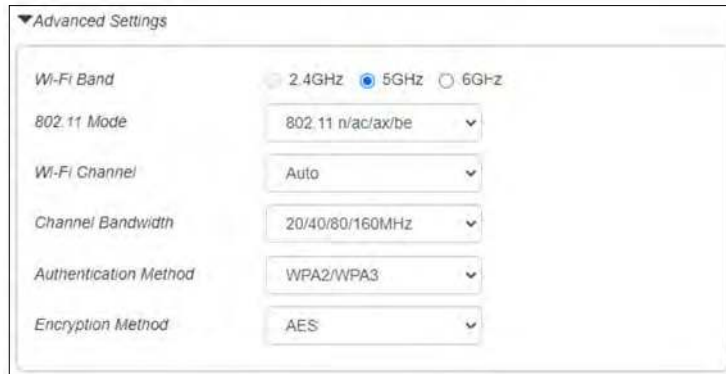 Advanced Settings
Wi-Fi Band 2.4GHz 5GHz 6GHz
802.11 Mode 802.11 n/ac/ax/be
Wi-Fi Channel Auto
Channel Bandwidth 20/40/80/160MHz
Authentication Method WPA2/WPA3
Encryption Method AES